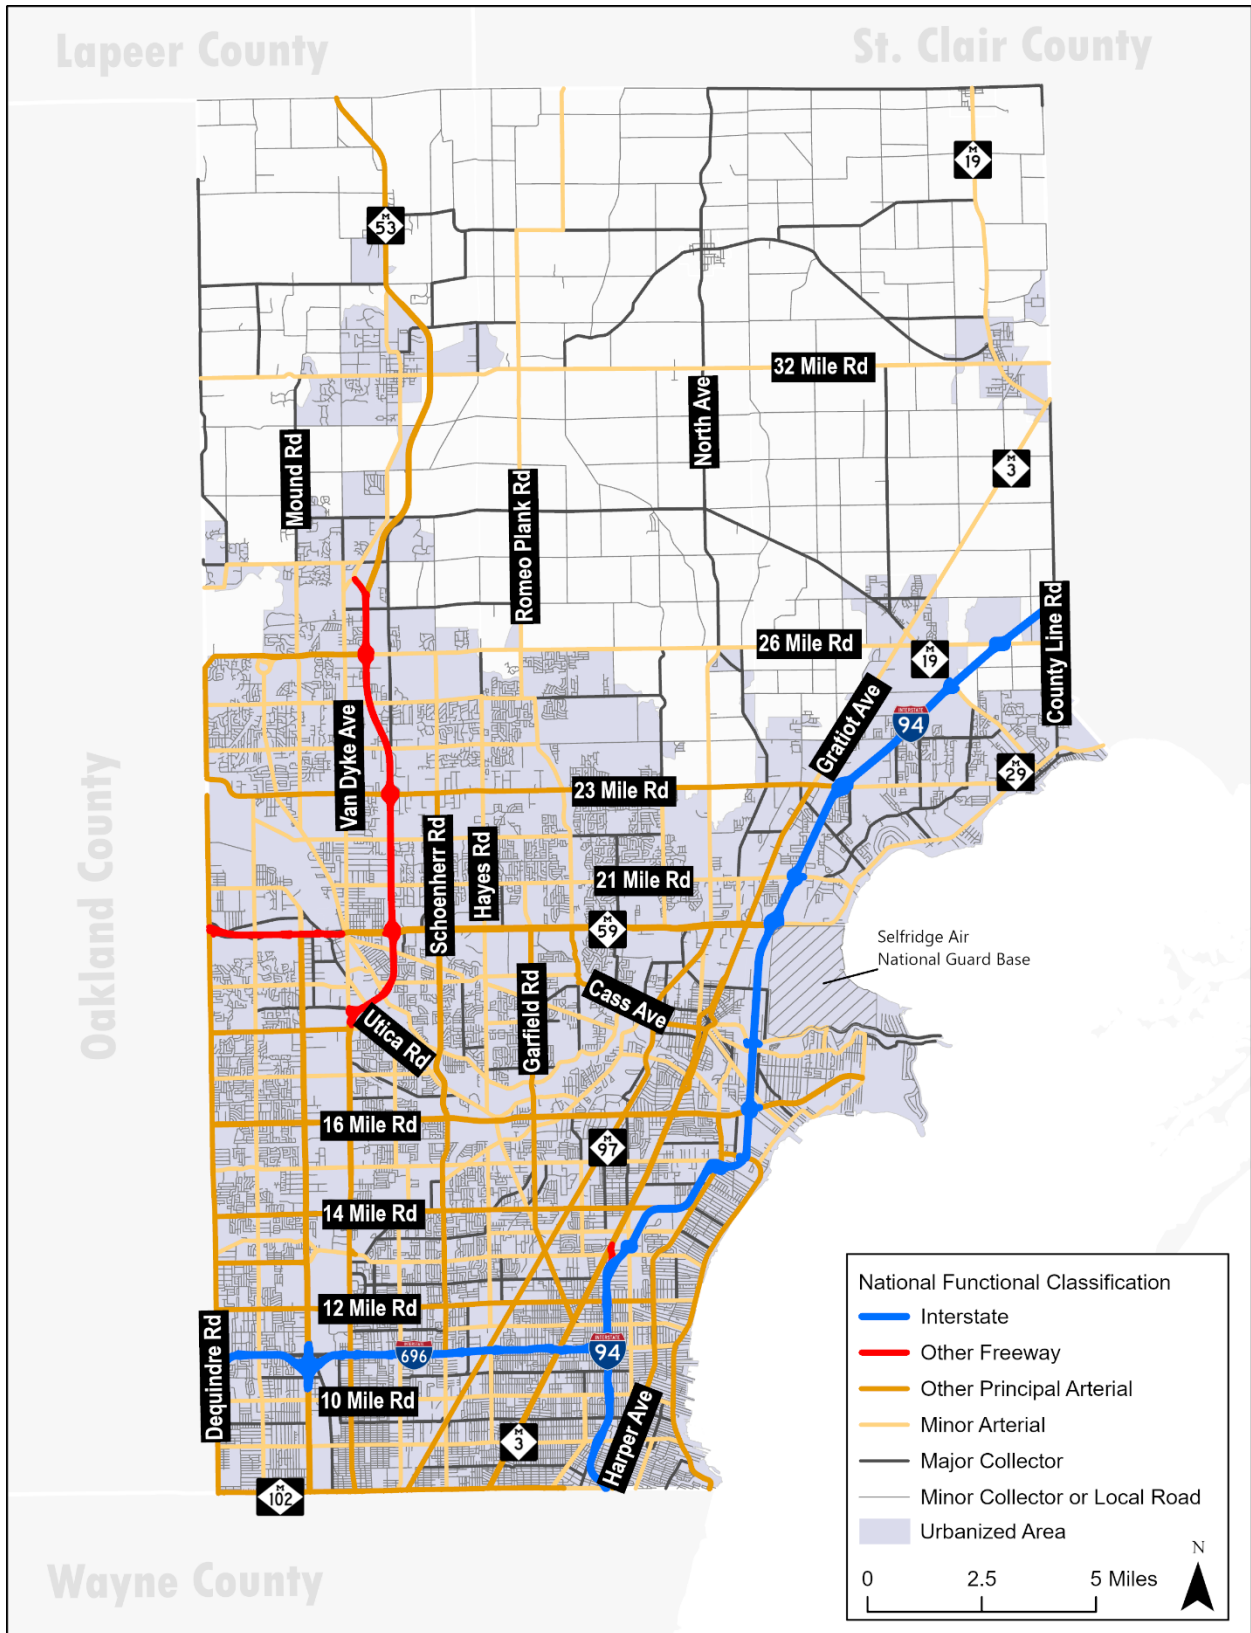 Lapeer County
St. Clair County
M
19
M
53
32 Mile Rd
North Ave
Mound Rd
M
3
Romeo Plank Rd
26 Mile Rd
M
19
County Line Rd
Gratiot Ave
INTERSTATE
94
Van Dyke Ave
M
29
23 Mile Rd
Oakland County
Schoenherr Rd
Hayes Rd
21 Mile Rd
M
59
Selfridge Air
National Guard Base
Cass Ave
Garfield Rd
Utica Rd
16 Mile Rd
M
97
14 Mile Rd
12 Mile Rd
Dequindre Rd
INTERSTATE
696
INTERSTATE
94
10 Mile Rd
Harper Ave
M
3
M
102
Wayne County
National Functional Classification
Interstate
Other Freeway
Other Principal Arterial
Minor Arterial
Major Collector
Minor Collector or Local Road
Urbanized Area
N
0 2.5 5 Miles